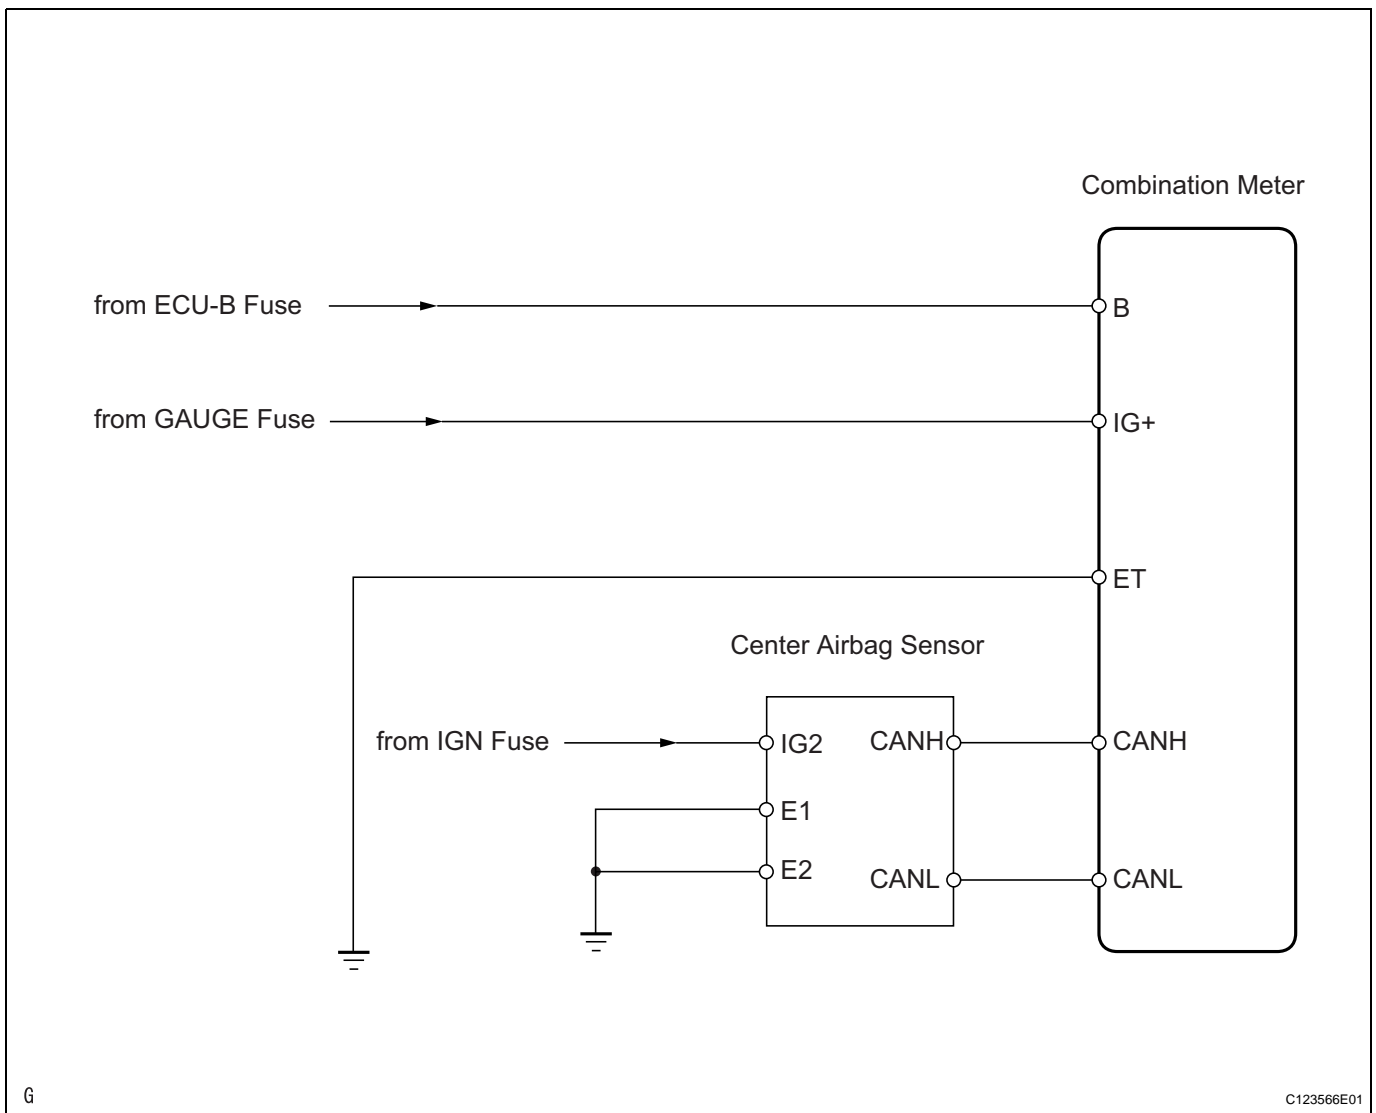 Combination Meter
from ECU-B Fuse
B
from GAUGE Fuse
IG+
ET
Center Airbag Sensor
from IGN Fuse
IG2
CANH
CANH
E1
E2
CANL
CANL
G
C123566E01